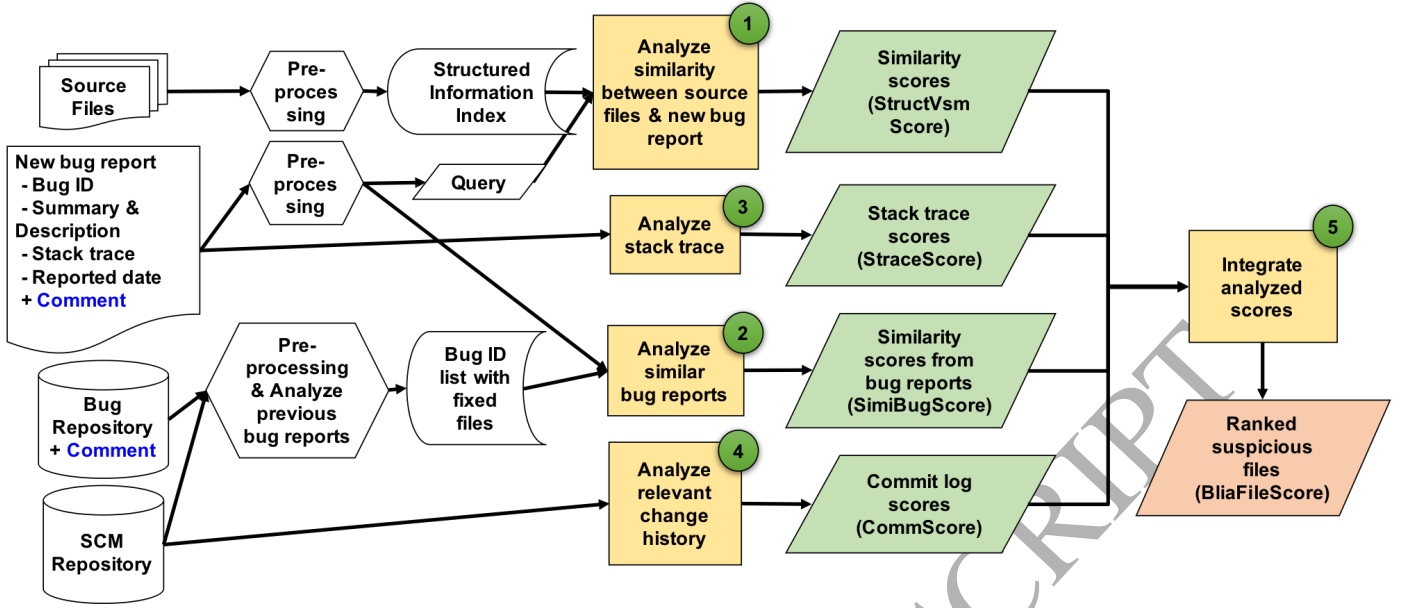 Source
Files
Pre-
proces
sing
Structured
Information
Index
Analyze
similarity
between source
files & new bug
report
1
Similarity
scores
(StructVsm
Score)
New bug report
- Bug ID
- Summary &
Description
- Stack trace
- Reported date
+ Comment
Pre-
proces
sing
Query
Analyze
stack trace
3
Stack trace
scores
(StraceScore)
Integrate
analyzed
scores
5
Bug
Repository
+ Comment
Pre-
processing
& Analyze
previous
bug reports
Bug ID
list with
fixed
files
Analyze
similar
bug reports
2
Similarity
scores from
bug reports
(SimiBugScore)
Ranked
suspicious
files
(BliaFileScore)
SCM
Repository
Analyze
relevant
change
history
4
Commit log
scores
(CommScore)
CRIPT